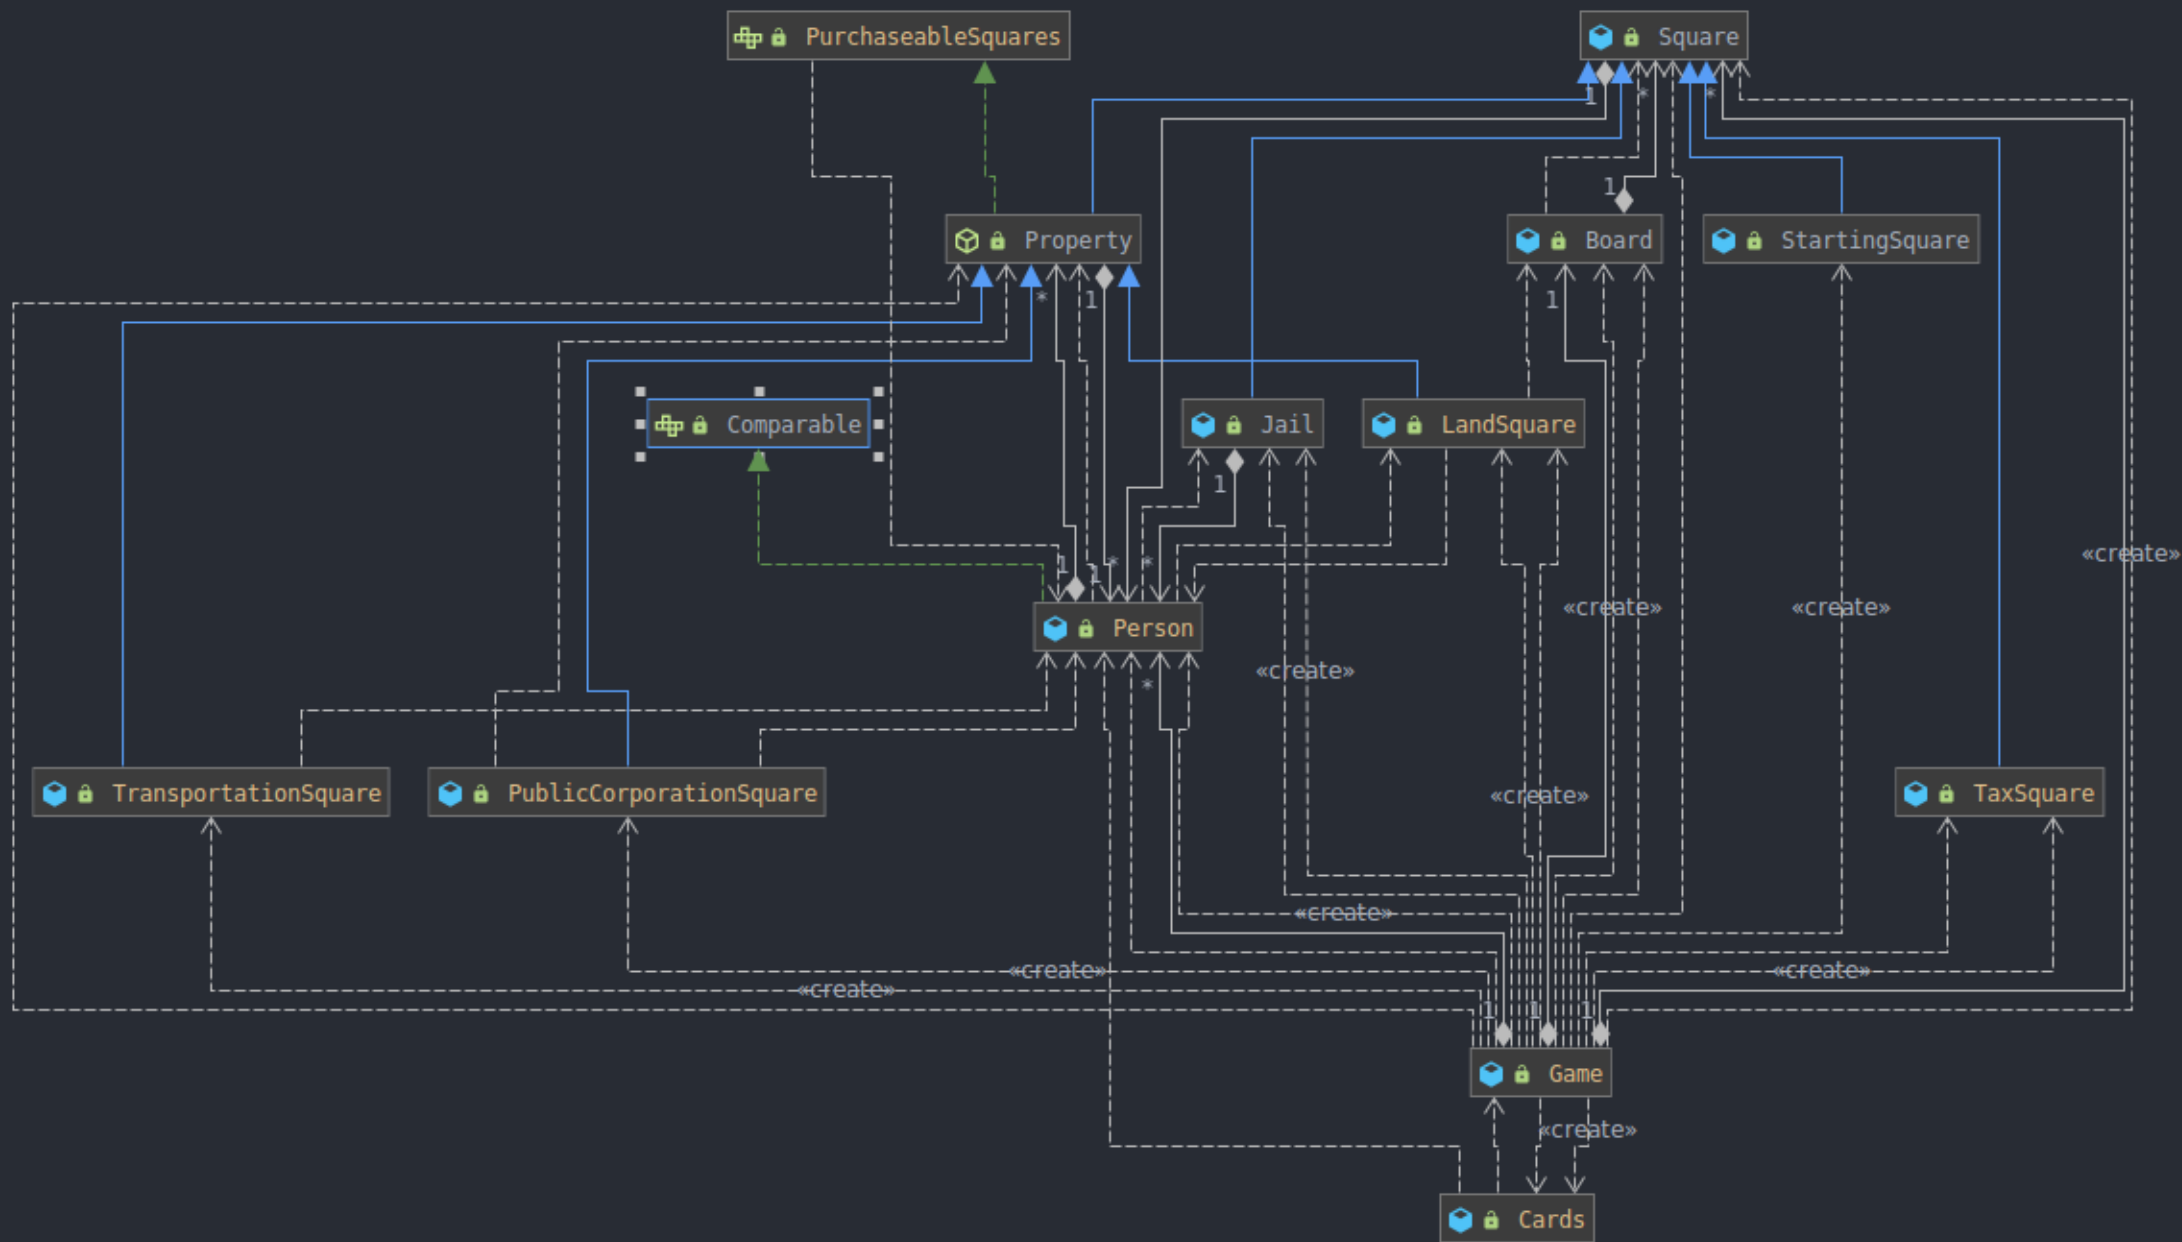 PurchaseableSquares
Square
1
*
*
1
Property
Board
StartingSquare
*
1
1
Comparable
Jail
LandSquare
1
«create»
1
*
*
1
«create»
«create»
Person
«create»
*
TransportationSquare
PublicCorporationSquare
«create»
TaxSquare
«create»
«create»
«create»
«create»
1
1
1
Game
«create»
Cards